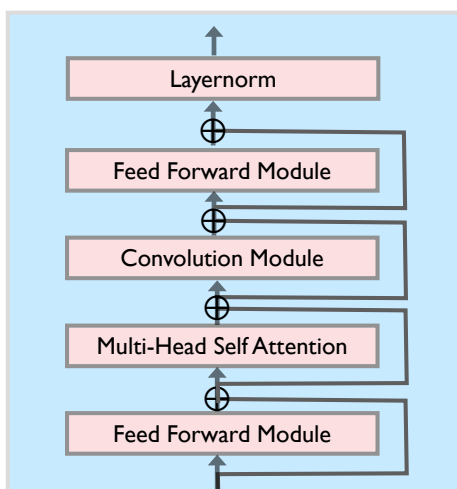 Layernorm
Feed Forward Module
Convolution Module
Multi-Head Self Attention
Feed Forward Module